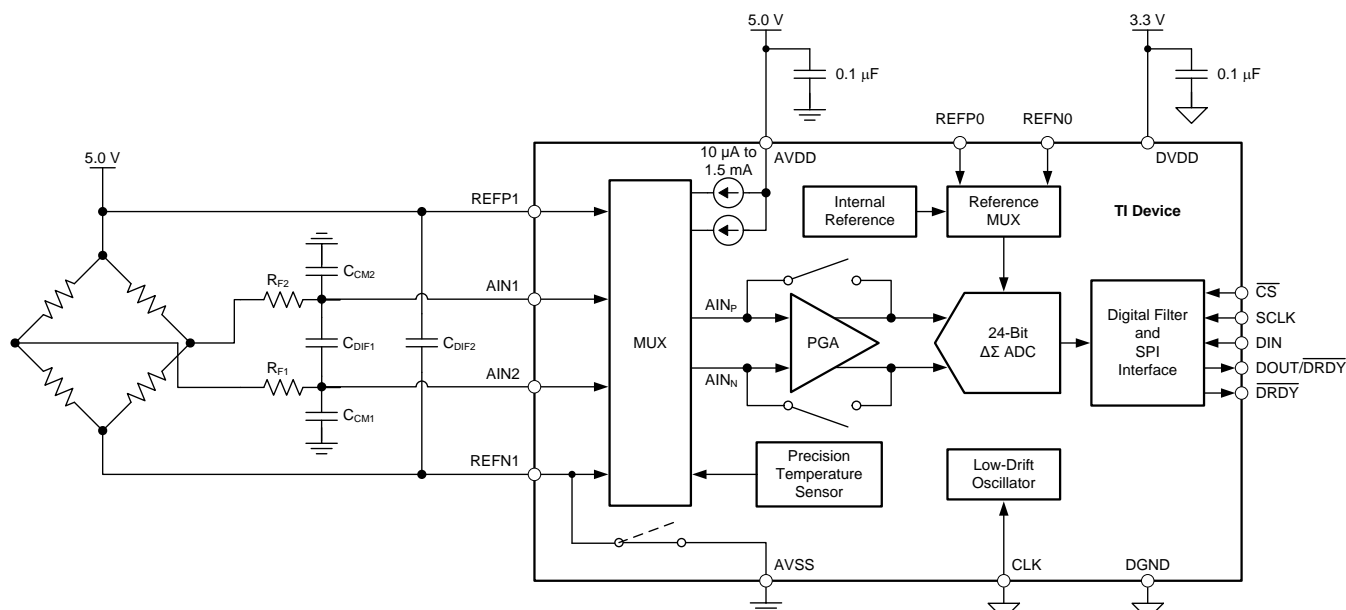 5.0 V
3.3 V
0.1 μF
0.1 μF
REFP0
REFN0
5.0 V
10 μA to
1.5 mA
AVDD
DVDD
REFP1
Internal
Reference
Reference
MUX
TI Device
CCM2
RF2
AIN1
AINP
CS
SCLK
DIN
DOUT/DRDY
DRDY
CDIF1
CDIF2
MUX
PGA
24-Bit
ΔΣ ADC
Digital Filter
and
SPI
Interface
RF1
AIN2
AINN
CCM1
REFN1
Precision
Temperature
Sensor
Low-Drift
Oscillator
AVSS
CLK
DGND